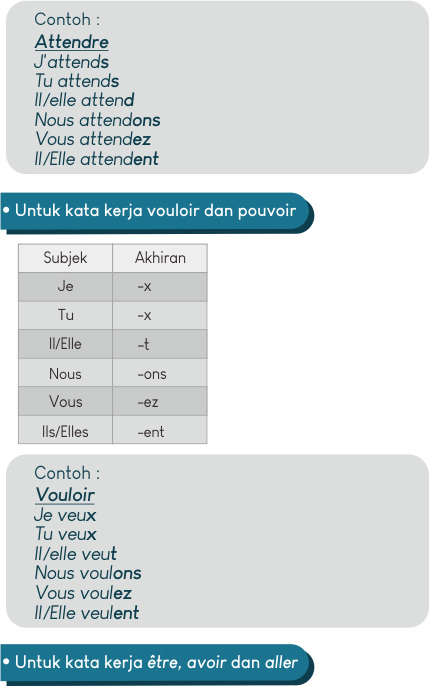 Contoh :
Attendre
J'attends
Tu attends
Il/elle attend
Nous attendons
Vous attendez
Il/Elle attendent
• Untuk kata kerja vouloir dan pouvoir
Subjek Akhiran
Je -x
Tu -x
Il/Elle -t
Nous -ons
Vous -ez
Ils/Elles -ent
Contoh :
Vouloir
Je veux
Tu veux
Il/elle veut
Nous voulons
Vous voulez
Il/Elle veulent
• Untuk kata kerja être, avoir dan aller